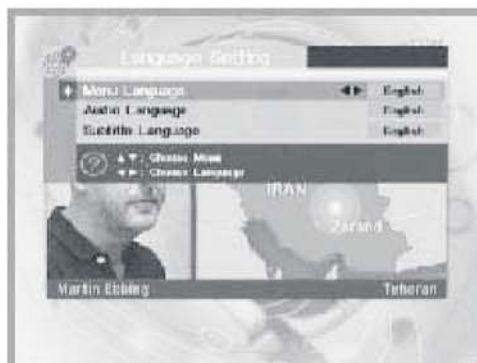 Language Setting
Menu Language English
Audio Language English
Subtitle Language English
: Choose Menu
: Choose Language
IRAN
Zarand
Martin Ebbing Teheran